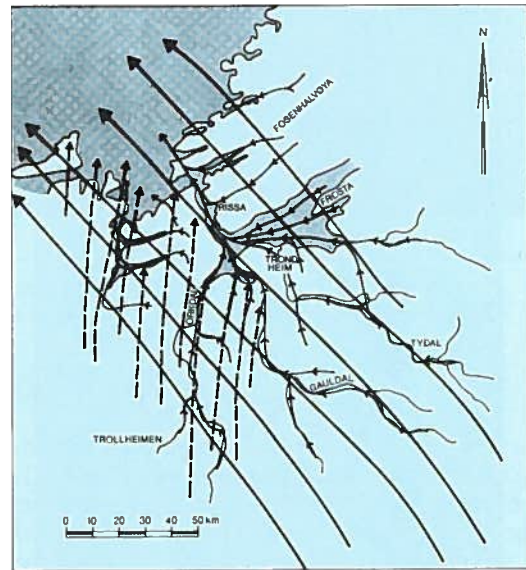 N
FOSENHALVØYA
RISSA
FROSTA
TROND
HEIM
ORKDAL
TYDAL
GAULDAL
TROLLHEIMEN
0 10 20 30 40 50 km